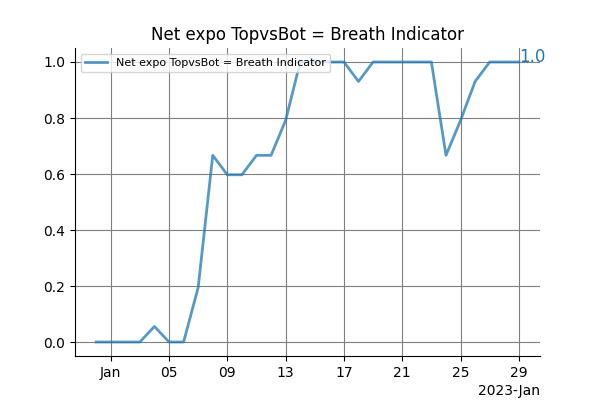 Net expo TopvsBot = Breath Indicator
1.0
Net expo TopvsBot = Breath Indicator
1.0
0.8
0.6
0.4
0.2
0.0
Jan 05 09 13 17 21 25 29
2023-Jan